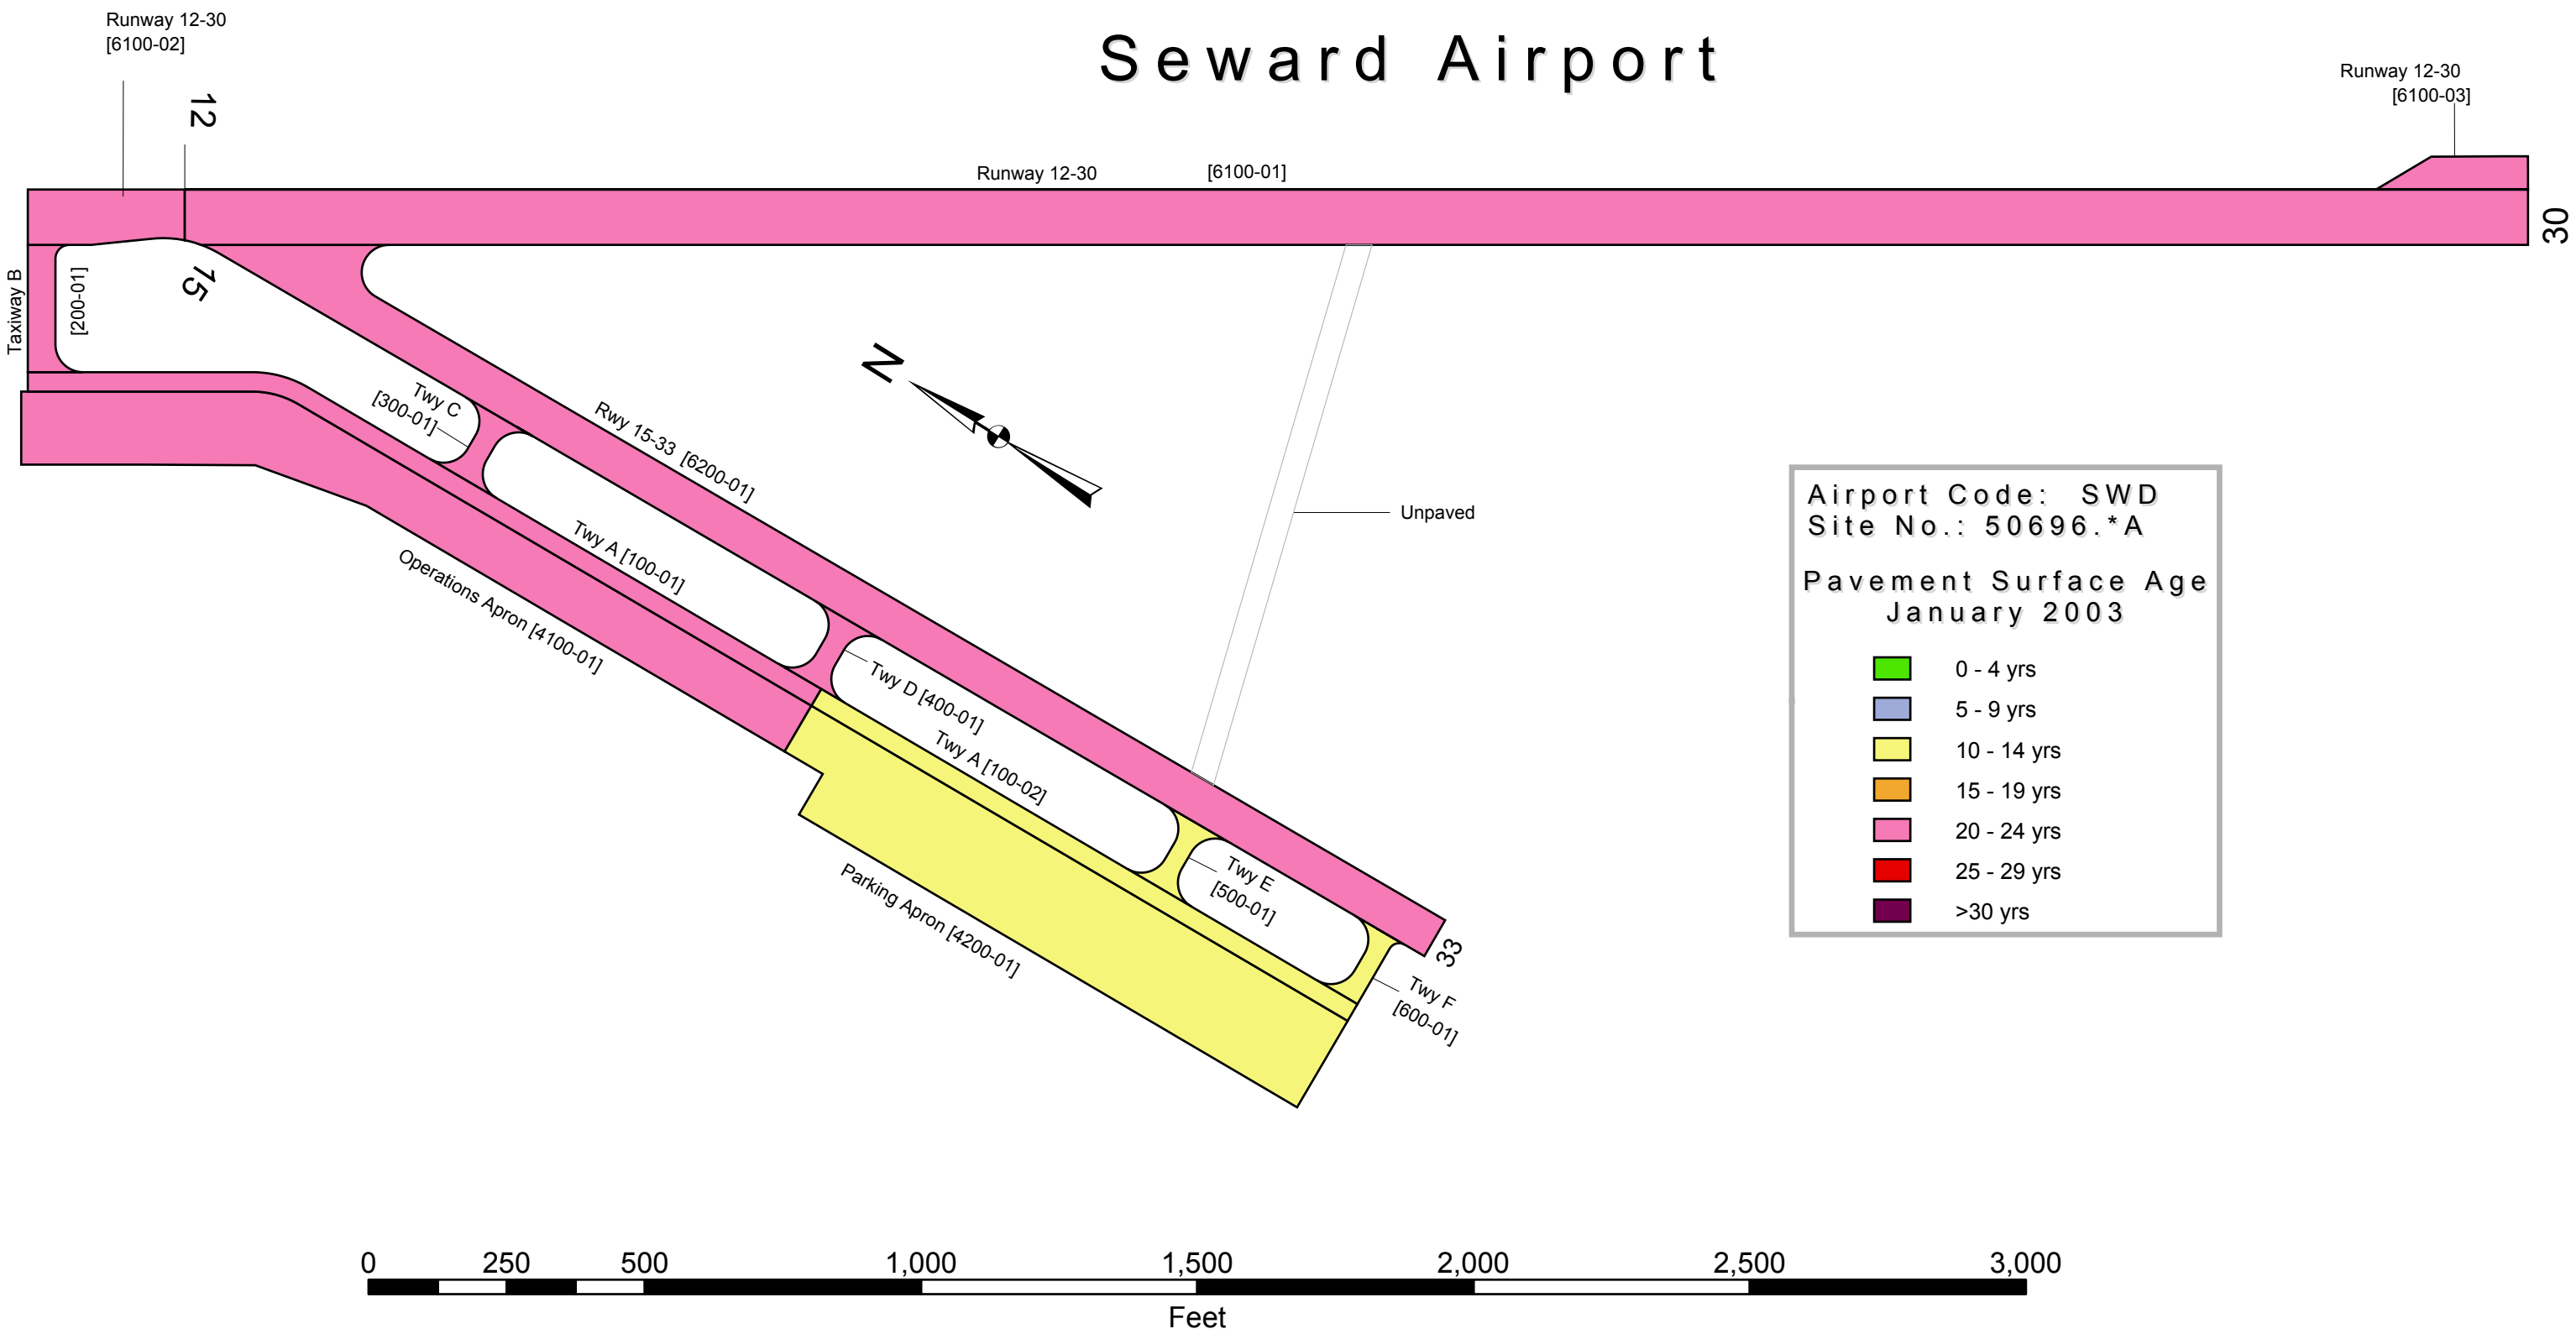 Seward Airport
Runway 12-30
[6100-02]
12
Runway 12-30
[6100-03]
Runway 12-30 [6100-01]
30
Taxiway B
[200-01]
15
Twy C
[300-01]
Rwy 15-33 [6200-01]
N
Twy A [100-01]
Operations Apron [4100-01]
Unpaved
Twy D [400-01]
Twy A [100-02]
Twy E
[500-01]
Parking Apron [4200-01]
33
Twy F
[600-01]
Airport Code: SWD
Site No.: 50696.*A
Pavement Surface Age
January 2003
0 - 4 yrs
5 - 9 yrs
10 - 14 yrs
15 - 19 yrs
20 - 24 yrs
25 - 29 yrs
>30 yrs
0 250 500 1,000 1,500 2,000 2,500 3,000
Feet